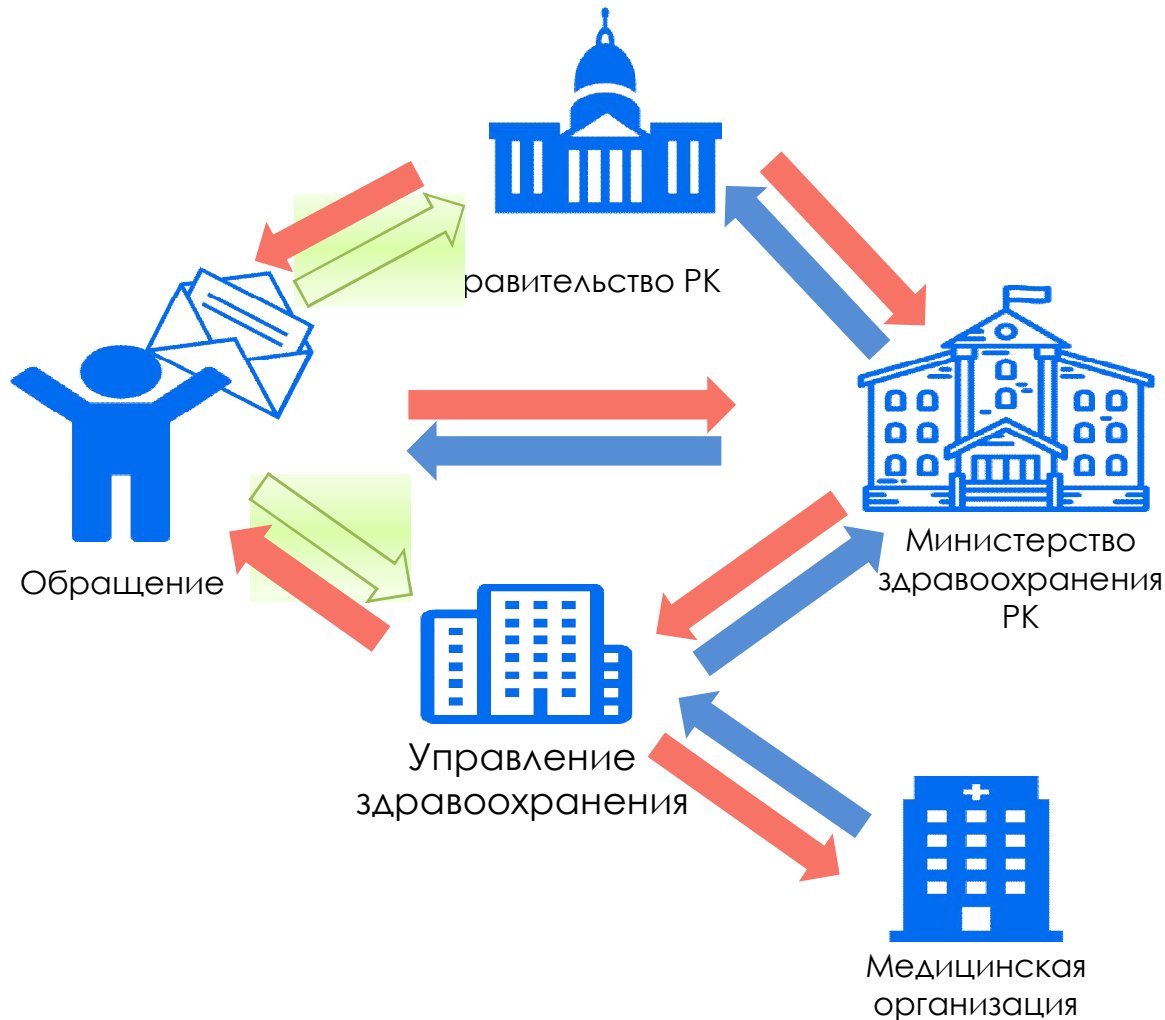 равительство РК
Обращение
Министерство
здравоохранения
РК
Управление
здравоохранения
Медицинская
организация